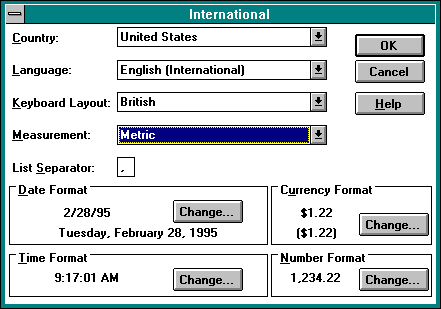 International
Country: United States
OK
Language: English (International)
Cancel
Keyboard Layout: British
Help
Measurement: Metric
List Separator: ,
Date Format
2/28/95
Change...
Tuesday, February 28, 1995
Currency Format
$1.22
Change...
($1.22)
Time Format
9:17:01 AM
Change...
Number Format
1,234.22
Change...